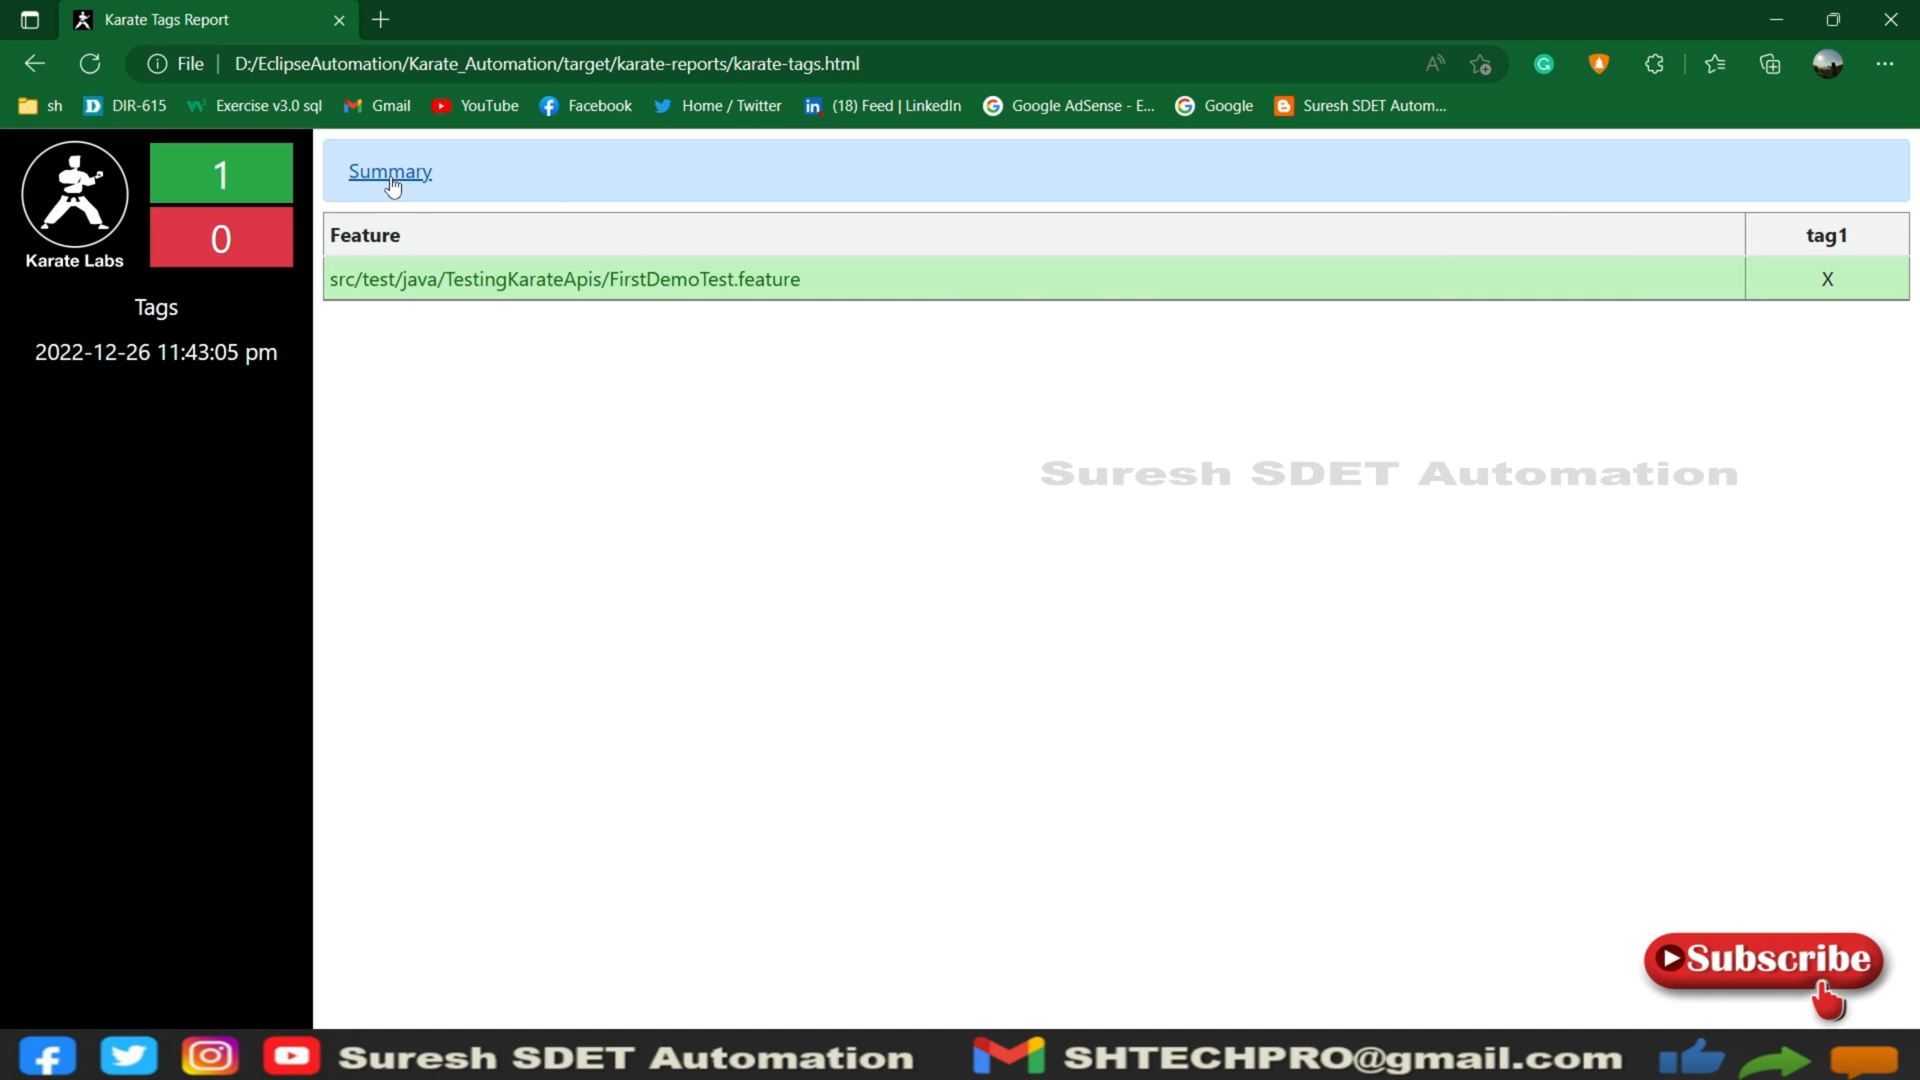 Karate Tags Report
File
D:/EclipseAutomation/Karate_Automation/target/karate-reports/karate-tags.html
sh
DIR-615
Exercise v3.0 sql
Gmail
YouTube
Facebook
Home / Twitter
(18) Feed | LinkedIn
Google AdSense - E...
Google
Suresh SDET Autom...
Karate Labs
1
0
Tags
2022-12-26 11:43:05 pm
Summary
Feature tag1
src/test/java/TestingKarateApis/FirstDemoTest.feature X
Suresh SDET Automation
Subscribe
Suresh SDET Automation
SHTECHPRO@gmail.com